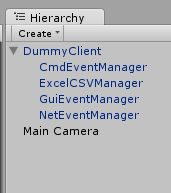 Hierarchy
Create
DummyClient
CmdEventManager
ExcelCSVManager
GuiEventManager
NetEventManager
Main Camera